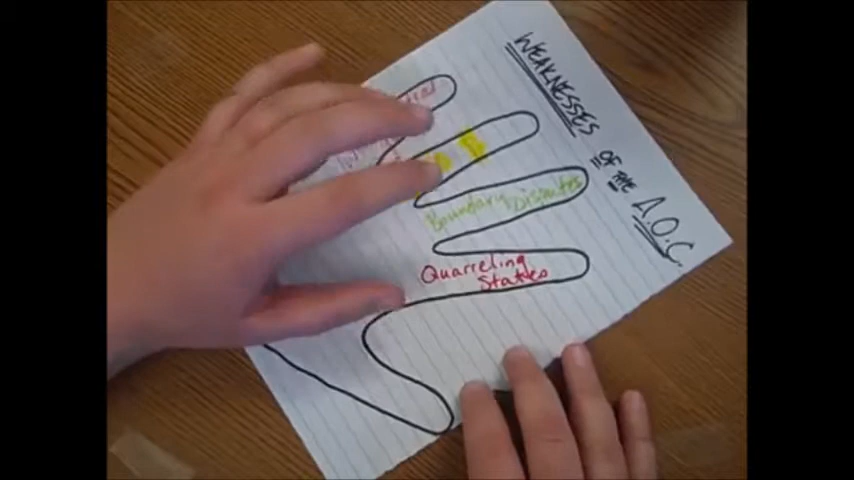 WEAKNESSES OF THE A.O.C
Boundary Disputes
Quarreling
States